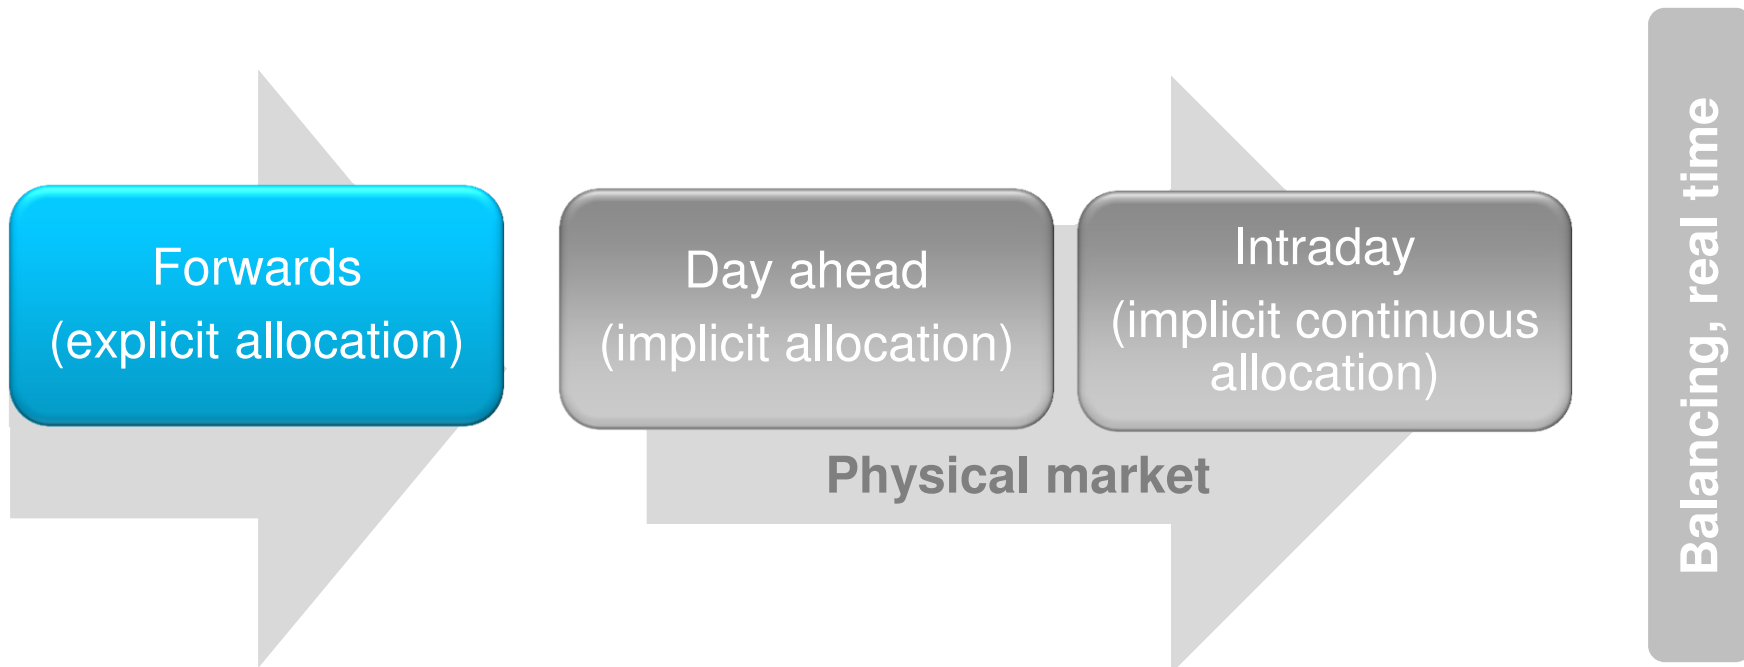 Forwards
(explicit allocation)
Day ahead
(implicit allocation)
Intraday
(implicit continuous
allocation)
Physical market
Balancing, real time